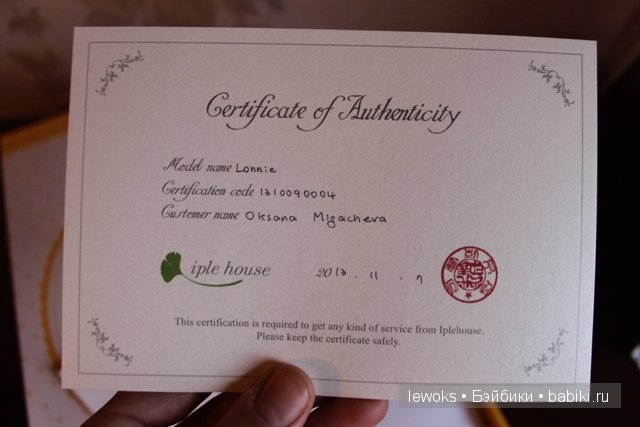 Certificate of Authenticity
Model name Lonnie
Certification code 1310090004
Customer name Oksana Migacheva
iple house 2013 . 11 . 7
This certification is required to get any kind of service from Iplehouse.
Please keep the certificate safely.
lewoks • Бэйбики • babiki.ru